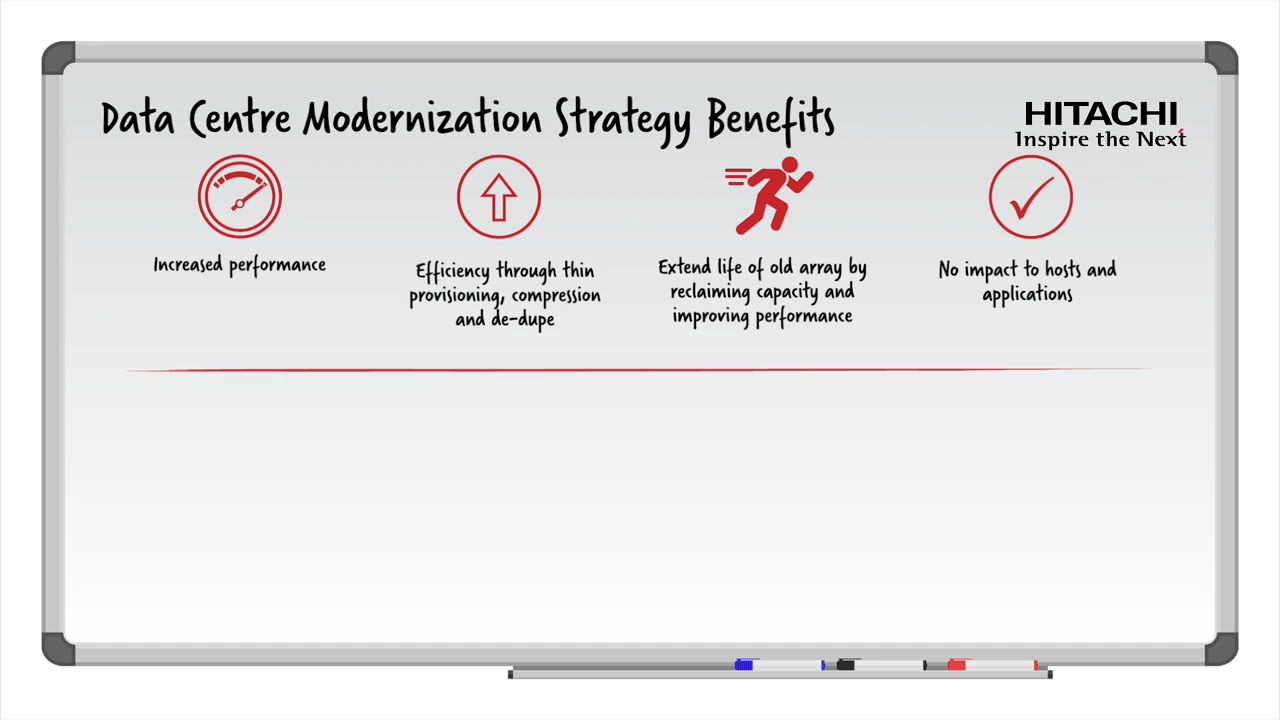 Data Centre Modernization Strategy Benefits
HITACHI
Inspire the Next
Increased performance
Efficiency through thin
provisioning, compression
and de-dupe
Extend life of old array by
reclaiming capacity and
improving performance
No impact to hosts and
applications